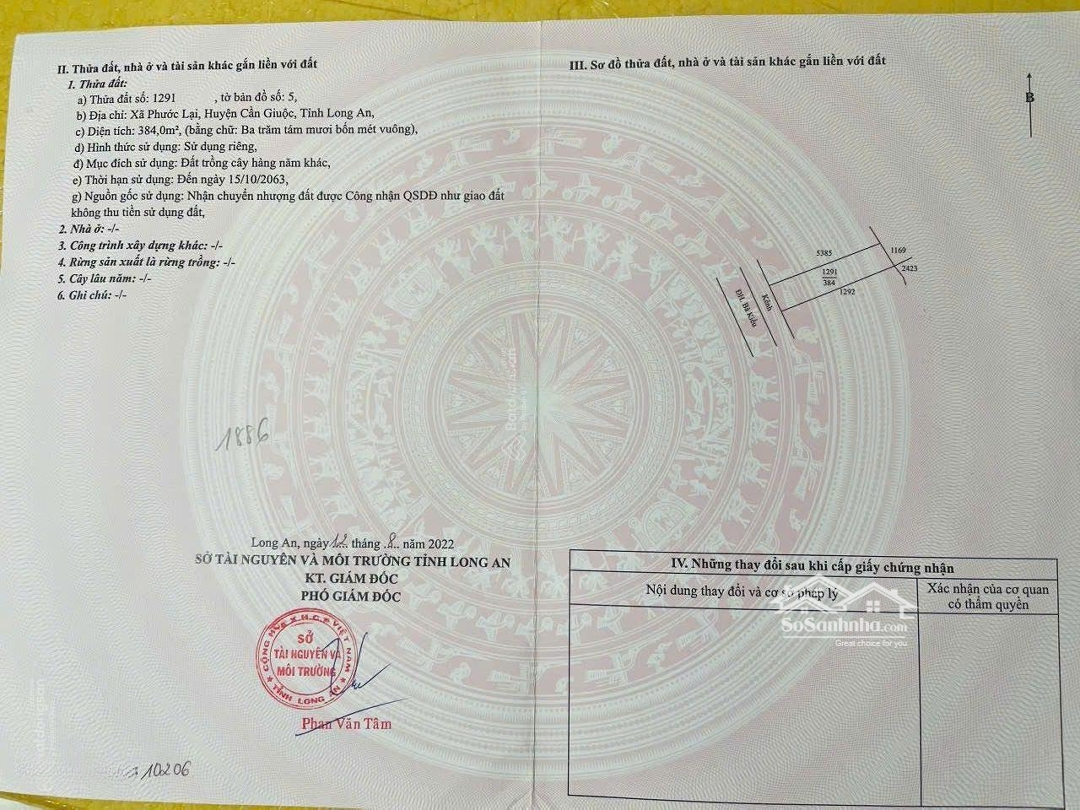 II. Thửa đất, nhà ở và tài sản khác gắn liền với đất
1. Thửa đất:
a) Thửa đất số: 1291 , tờ bản đồ số: 5,
b) Địa chỉ: Xã Phước Lại, Huyện Cần Giuộc, Tỉnh Long An,
c) Diện tích: 384,0m², (bằng chữ: Ba trăm tám mươi bốn mét vuông),
d) Hình thức sử dụng: Sử dụng riêng,
đ) Mục đích sử dụng: Đất trồng cây hàng năm khác,
e) Thời hạn sử dụng: Đến ngày 15/10/2063,
g) Nguồn gốc sử dụng: Nhận chuyển nhượng đất được Công nhận QSDĐ như giao đất
không thu tiền sử dụng đất,
2. Nhà ở: -/-
3. Công trình xây dựng khác: -/-
4. Rừng sản xuất là rừng trồng: -/-
5. Cây lâu năm: -/-
6. Ghi chú: -/-
1886
Long An, ngày 12 tháng 8 năm 2022
SỞ TÀI NGUYÊN VÀ MÔI TRƯỜNG TỈNH LONG AN
KT. GIÁM ĐỐC
PHÓ GIÁM ĐỐC
CỘNG HÒA X.H.C.N VIỆT NAM
SỞ
TÀI NGUYÊN VÀ
MÔI TRƯỜNG
TỈNH LONG AN
Phan Văn Tâm
10206
III. Sơ đồ thửa đất, nhà ở và tài sản khác gắn liền với đất
B
5385
1169
1291
384
2423
1292
Kênh
ĐH. Bà Kiểu
Batdongsan
IV. Những thay đổi sau khi cấp giấy chứng nhận
Nội dung thay đổi và cơ sở pháp lý
Xác nhận của cơ quan
có thẩm quyền
SoSanhnha.com
Great choice for you